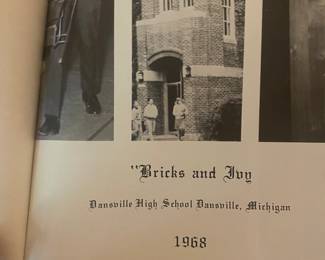 "Bricks and Ivy
Dansville High School Dansville, Michigan
1968